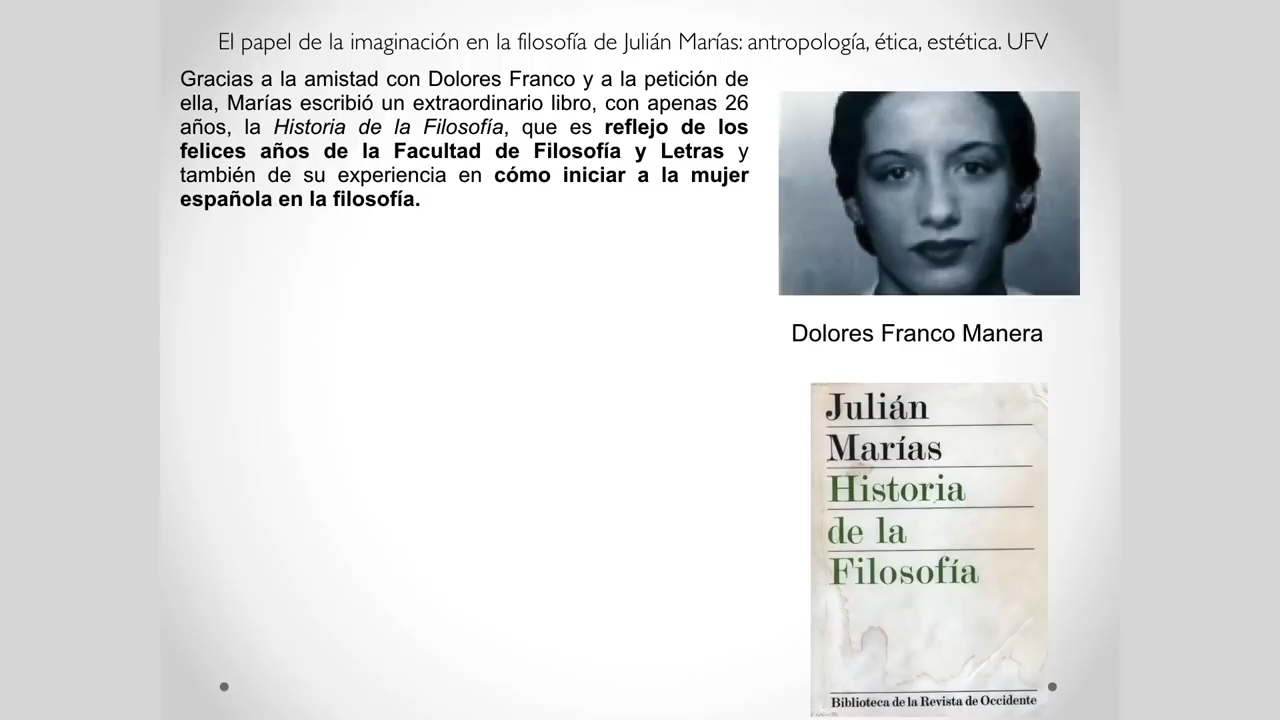 El papel de la imaginación en la filosofía de Julián Marías: antropología, ética, estética. UFV
Gracias a la amistad con Dolores Franco y a la petición de
ella, Marías escribió un extraordinario libro, con apenas 26
años, la Historia de la Filosofía, que es reflejo de los
felices años de la Facultad de Filosofía y Letras y
también de su experiencia en cómo iniciar a la mujer
española en la filosofía.
Dolores Franco Manera
Julián
Marías
Historia
de la
Filosofía
Biblioteca de la Revista de Occidente